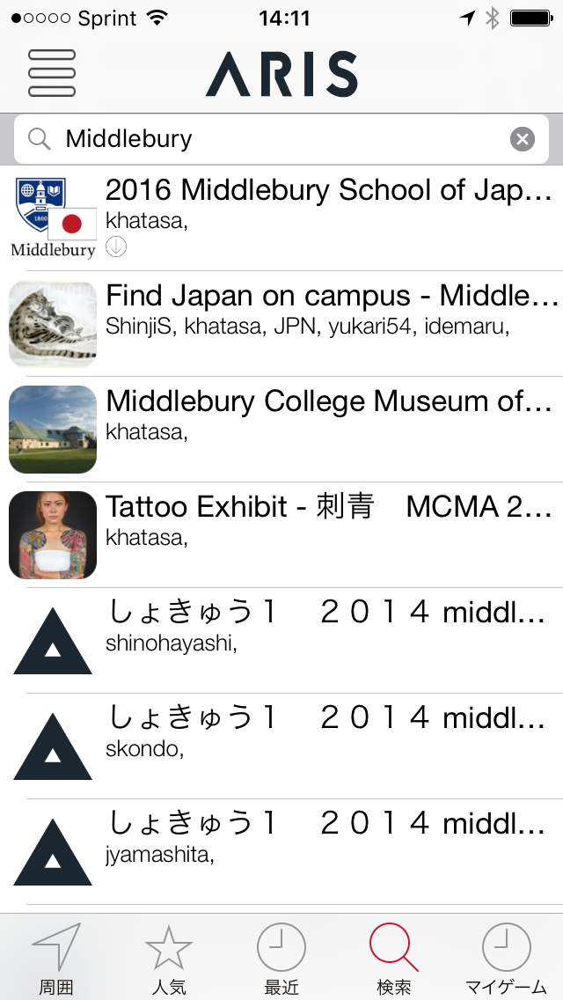 Sprint 14:11
ARIS
Middlebury
2016 Middlebury School of Jap...
khatasa,
1800
Middlebury
Find Japan on campus - Middle...
ShinjiS, khatasa, JPN, yukari54, idemaru,
Middlebury College Museum of...
khatasa,
Tattoo Exhibit - 刺青　MCMA 2...
khatasa,
しょきゅう１　２０１４ middl...
shinohayashi,
しょきゅう１　２０１４ middl...
skondo,
しょきゅう１　２０１４ middl...
jyamashita,
周囲 人気 最近 検索 マイゲーム